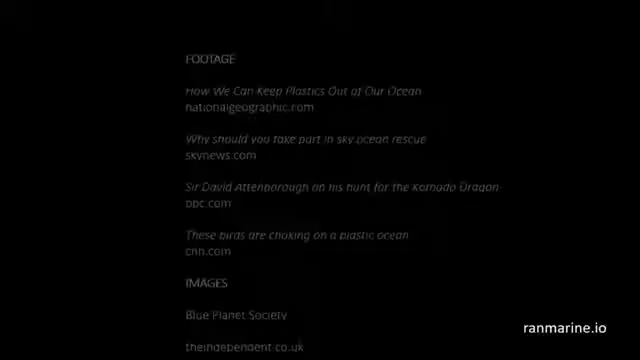 FOOTAGE
How We Can Keep Plastics Out of Our Ocean
nationalgeographic.com
Why should you take part in sky ocean rescue
skynews.com
Sir David Attenborough on his hunt for the Komodo Dragon
bbc.com
These birds are choking on a plastic ocean
cnn.com
IMAGES
Blue Planet Society
theindependent.co.uk
ranmarine.io